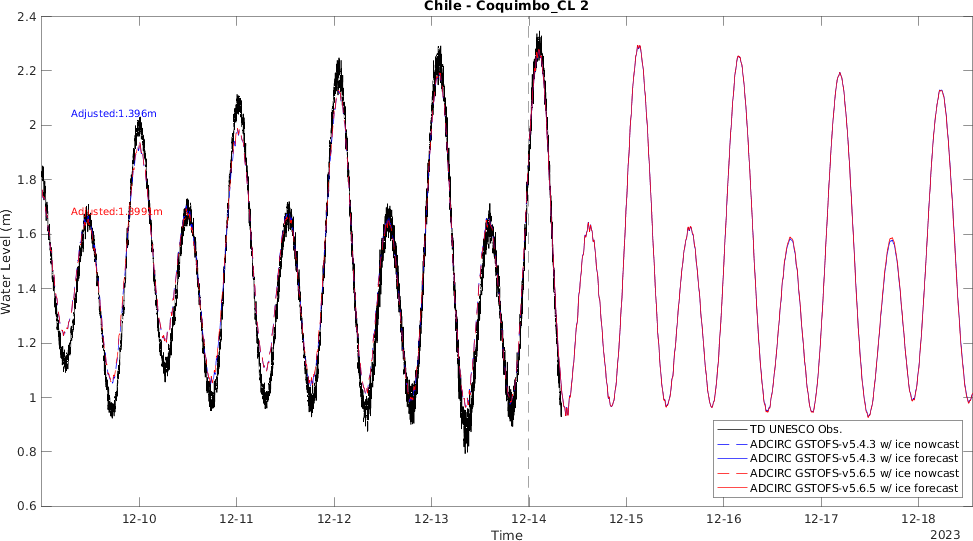 Chile - Coquimbo_CL 2
2.4
2.2
2
1.8
1.6
1.4
1.2
1
0.8
0.6
Water Level (m)
Adjusted:1.396m
Adjusted:1.3991m
12-10
12-11
12-12
12-13
12-14
12-15
12-16
12-17
12-18
Time
2023
TD UNESCO Obs.
ADCIRC GSTOFS-v5.4.3 w/ ice nowcast
ADCIRC GSTOFS-v5.4.3 w/ ice forecast
ADCIRC GSTOFS-v5.6.5 w/ ice nowcast
ADCIRC GSTOFS-v5.6.5 w/ ice forecast